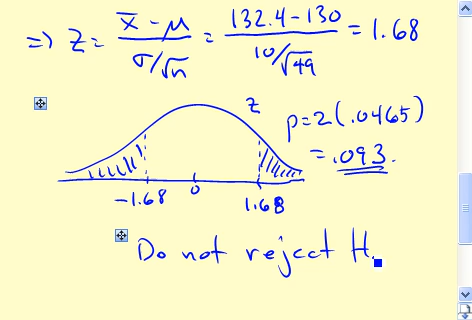 ⇒ Z = (x̄ - μ)/(σ/√n) = (132.4 - 130)/(10/√49) = 1.68
Z
p = 2(.0465)
= .093.
-1.68 0 1.68
Do not reject H.